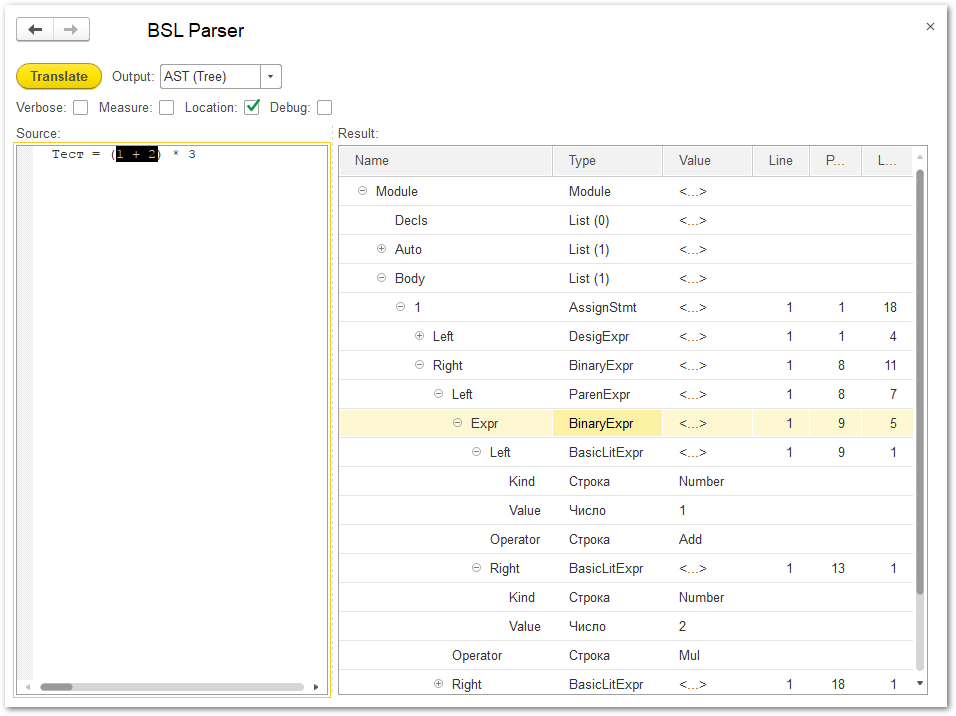 BSL Parser
Translate Output: AST (Tree)
Verbose: Measure: Location: Debug:
Source: Result:
Тест = (1 + 2) * 3
Name Type Value Line P... L...
Module Module <...>
Decls List (0) <...>
Auto List (1) <...>
Body List (1) <...>
1 AssignStmt <...> 1 1 18
Left DesigExpr <...> 1 1 4
Right BinaryExpr <...> 1 8 11
Left ParenExpr <...> 1 8 7
Expr BinaryExpr <...> 1 9 5
Left BasicLitExpr <...> 1 9 1
Kind Строка Number
Value Число 1
Operator Строка Add
Right BasicLitExpr <...> 1 13 1
Kind Строка Number
Value Число 2
Operator Строка Mul
Right BasicLitExpr <...> 1 18 1